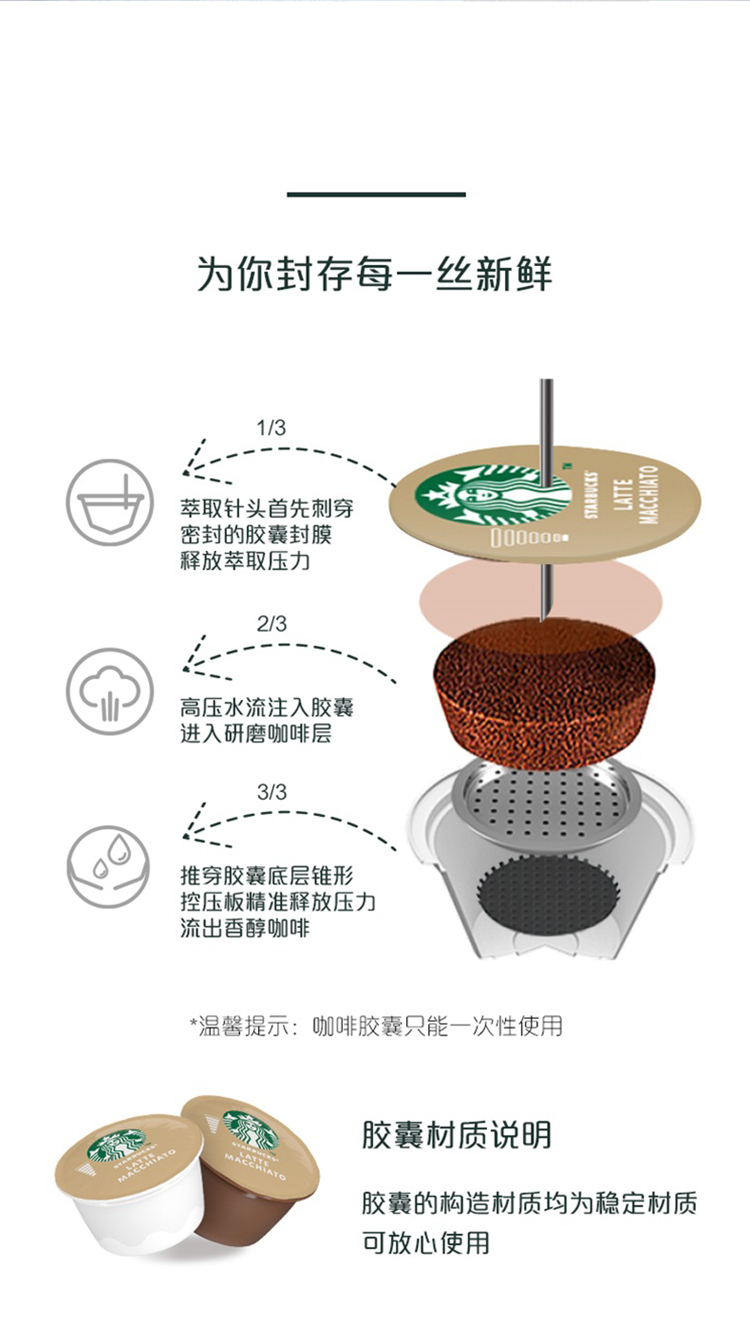 为你封存每一丝新鲜
1/3
萃取针头首先刺穿
密封的胶囊封膜
释放萃取压力
STARBUCKS
LATTE
MACCHIATO
2/3
高压水流注入胶囊
进入研磨咖啡层
3/3
推穿胶囊底层锥形
控压板精准释放压力
流出香醇咖啡
*温馨提示：咖啡胶囊只能一次性使用
STARBUCKS
LATTE
MACCHIATO
STARBUCKS
LATTE
MACCHIATO
胶囊材质说明
胶囊的构造材质均为稳定材质
可放心使用